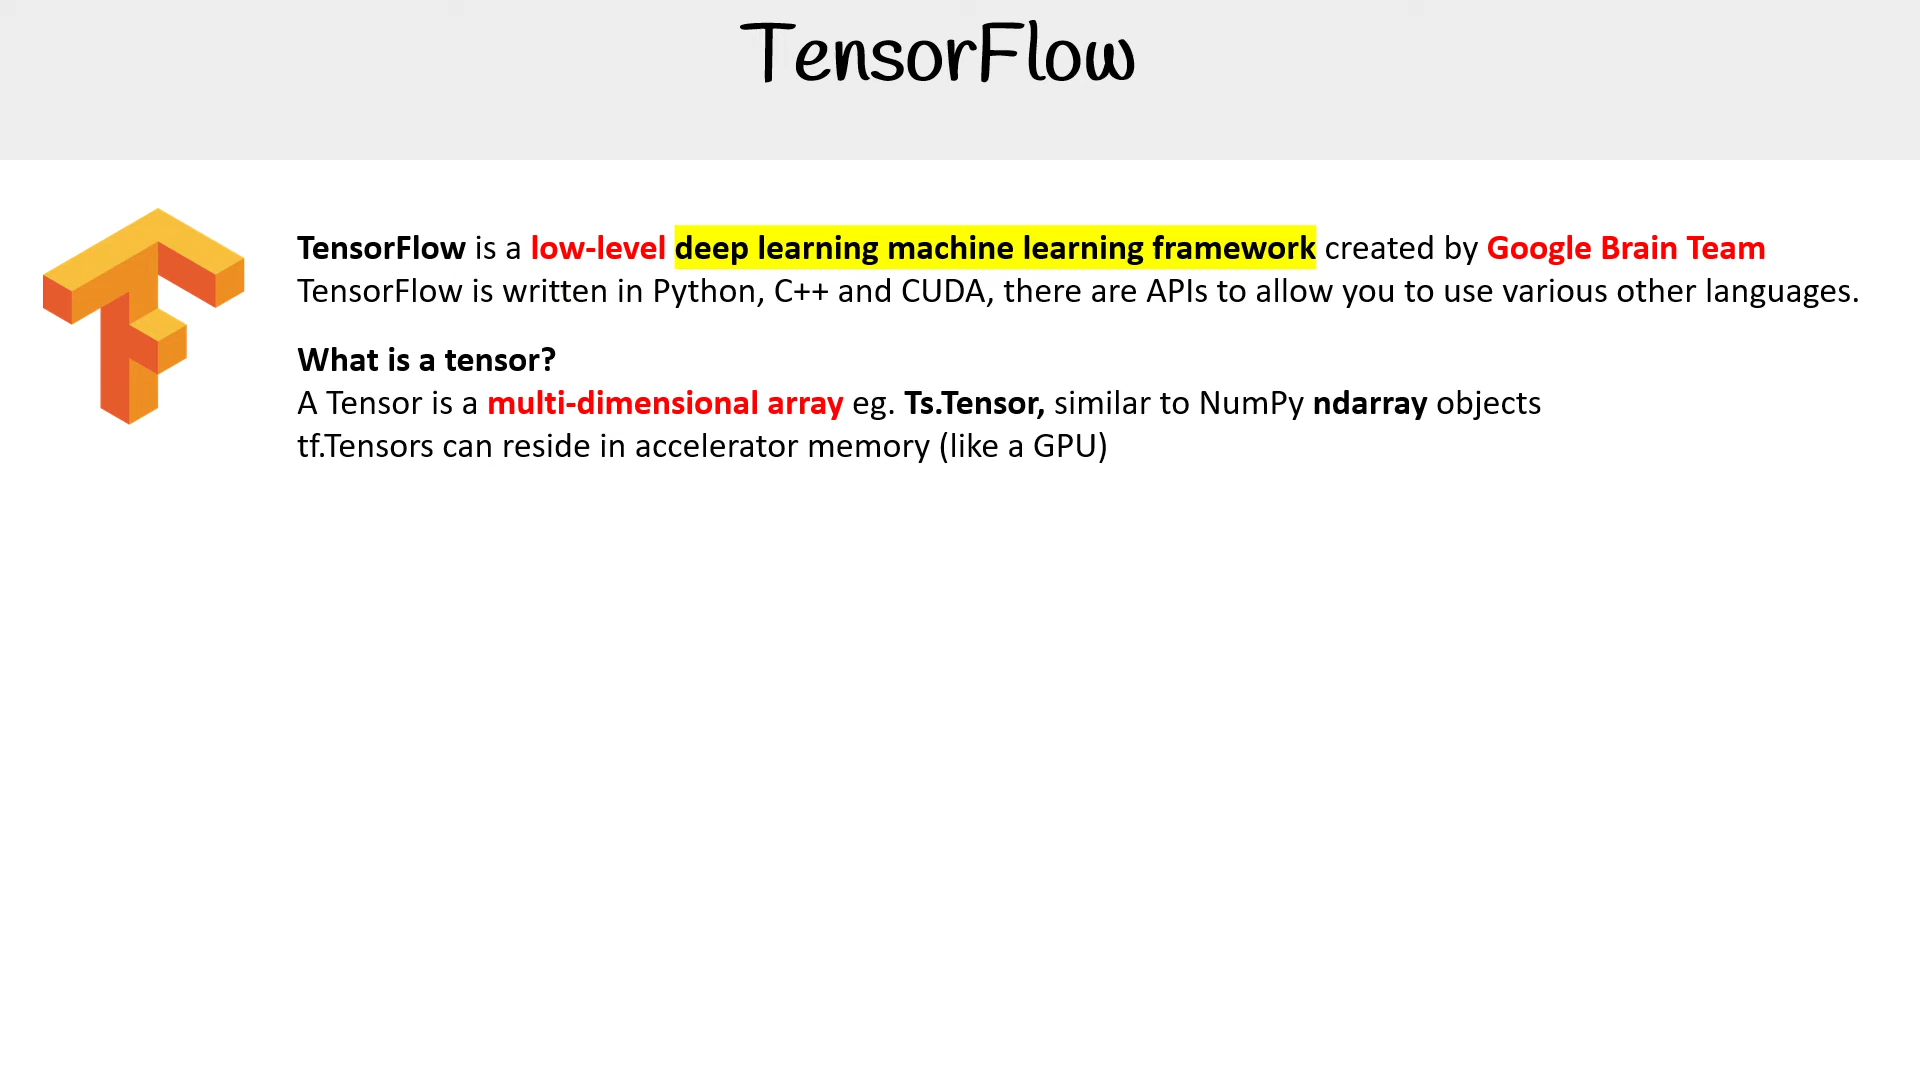 TensorFlow
TensorFlow is a low-level deep learning machine learning framework created by Google Brain Team
TensorFlow is written in Python, C++ and CUDA, there are APIs to allow you to use various other languages.
What is a tensor?
A Tensor is a multi-dimensional array eg. Ts.Tensor, similar to NumPy ndarray objects
tf.Tensors can reside in accelerator memory (like a GPU)